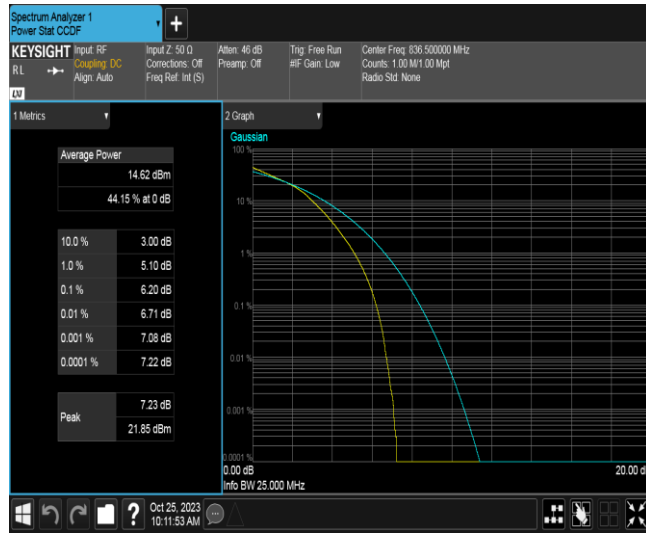 Spectrum Analyzer 1
Power Stat CCDF
+
KEYSIGHT
Input: RF
Coupling: DC
Align: Auto
Input Z: 50 Ω
Corrections: Off
Freq Ref: Int (S)
Atten: 46 dB
Preamp: Off
Trig: Free Run
#IF Gain: Low
Center Freq: 836.500000 MHz
Counts: 1.00 M/1.00 Mpt
Radio Std: None
R L
LXI
1 Metrics
Average Power
14.62 dBm
44.15 % at 0 dB
10.0 % 3.00 dB
1.0 % 5.10 dB
0.1 % 6.20 dB
0.01 % 6.71 dB
0.001 % 7.08 dB
0.0001 % 7.22 dB
Peak
7.23 dB
21.85 dBm
2 Graph
Gaussian
100 %
10 %
1 %
0.1 %
0.01 %
0.001 %
0.0001 %
0.00 dB
20.00 d
Info BW 25.000 MHz
?
Oct 25, 2023
10:11:53 AM